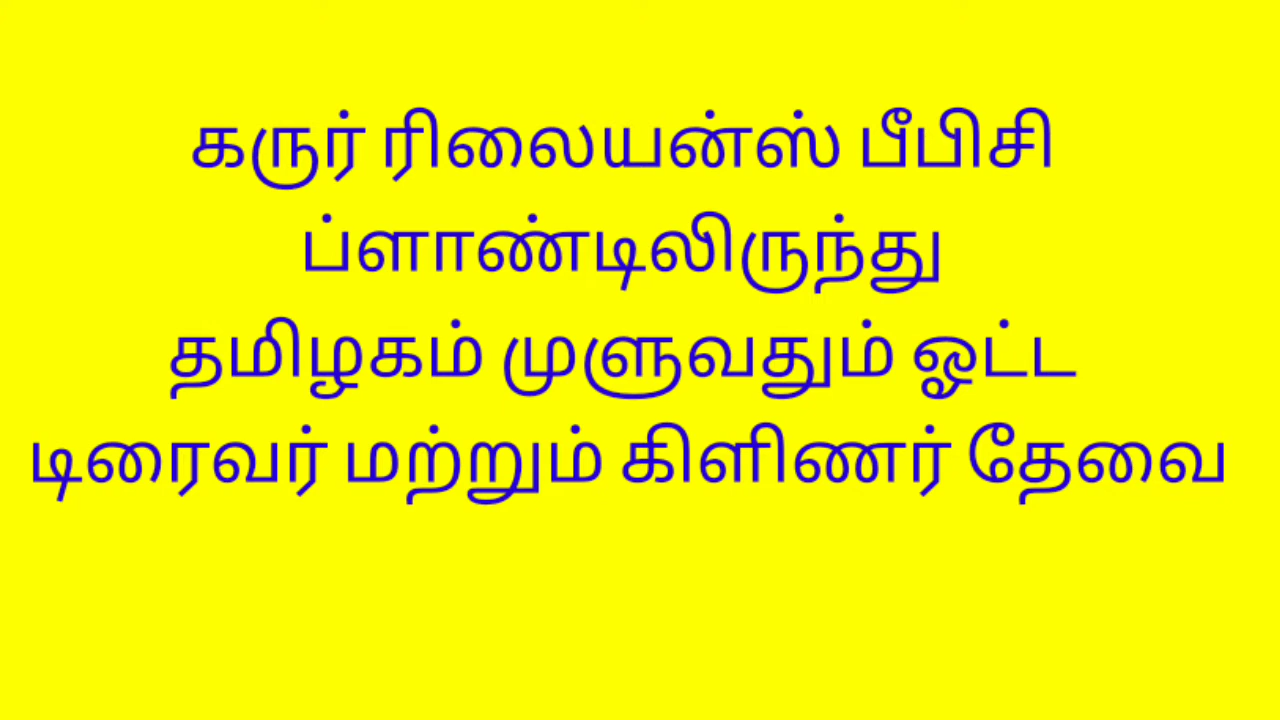 கருர் ரிலையன்ஸ் பீபிசி
ப்ளாண்டிலிருந்து
தமிழகம் முளுவதும் ஓட்ட
டிரைவர் மற்றும் கிளிணர் தேவை